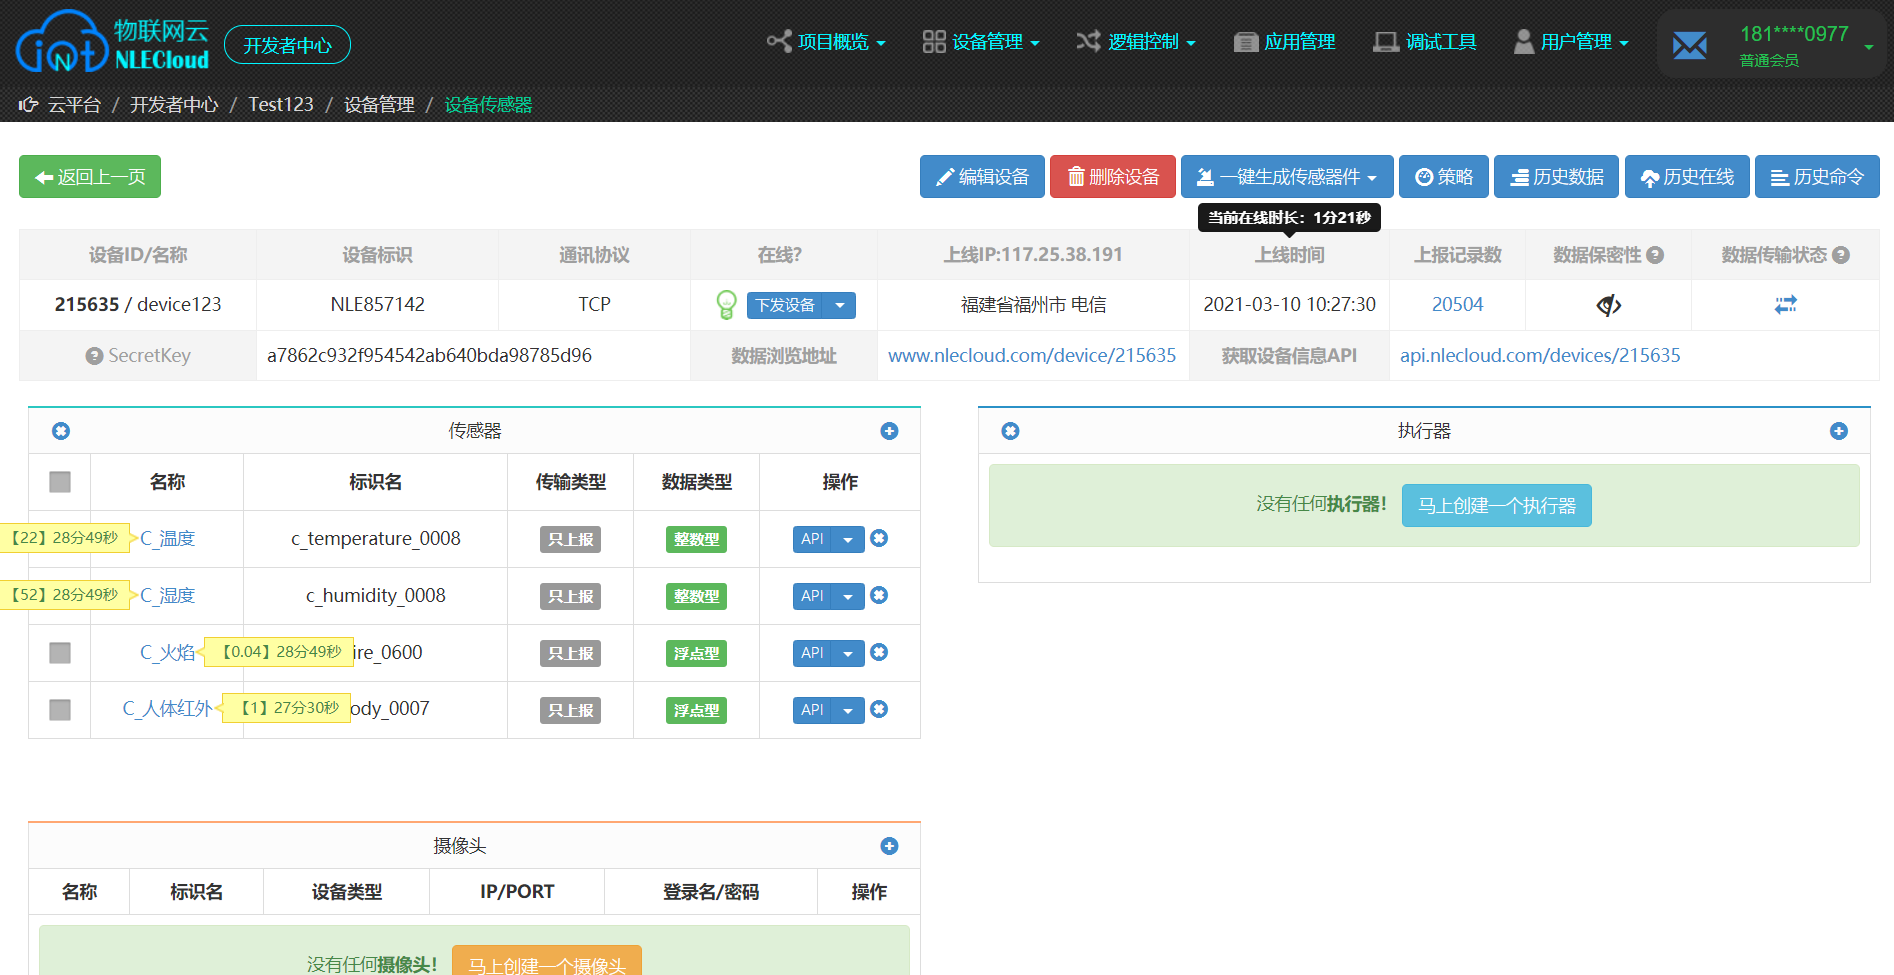 物联网云
NLECloud
开发者中心
项目概览
设备管理
逻辑控制
应用管理
调试工具
用户管理
181****0977
普通会员
云平台 / 开发者中心 / Test123 / 设备管理 / 设备传感器
返回上一页
编辑设备
删除设备
一键生成传感器件
策略
历史数据
历史在线
历史命令
当前在线时长：1分21秒
设备ID/名称 设备标识 通讯协议 在线? 上线IP:117.25.38.191 上线时间 上报记录数 数据保密性 数据传输状态
215635 / device123 NLE857142 TCP 下发设备 福建省福州市 电信 2021-03-10 10:27:30 20504
SecretKey a7862c932f954542ab640bda98785d96 数据浏览地址 www.nlecloud.com/device/215635 获取设备信息API api.nlecloud.com/devices/215635
传感器
名称 标识名 传输类型 数据类型 操作
【22】28分49秒 C_温度 c_temperature_0008 只上报 整数型 API
【52】28分49秒 C_湿度 c_humidity_0008 只上报 整数型 API
C_火焰 【0.04】28分49秒 ire_0600 只上报 浮点型 API
C_人体红外 【1】27分30秒 ody_0007 只上报 浮点型 API
执行器
没有任何执行器！ 马上创建一个执行器
摄像头
名称 标识名 设备类型 IP/PORT 登录名/密码 操作
没有任何摄像头！ 马上创建一个摄像头